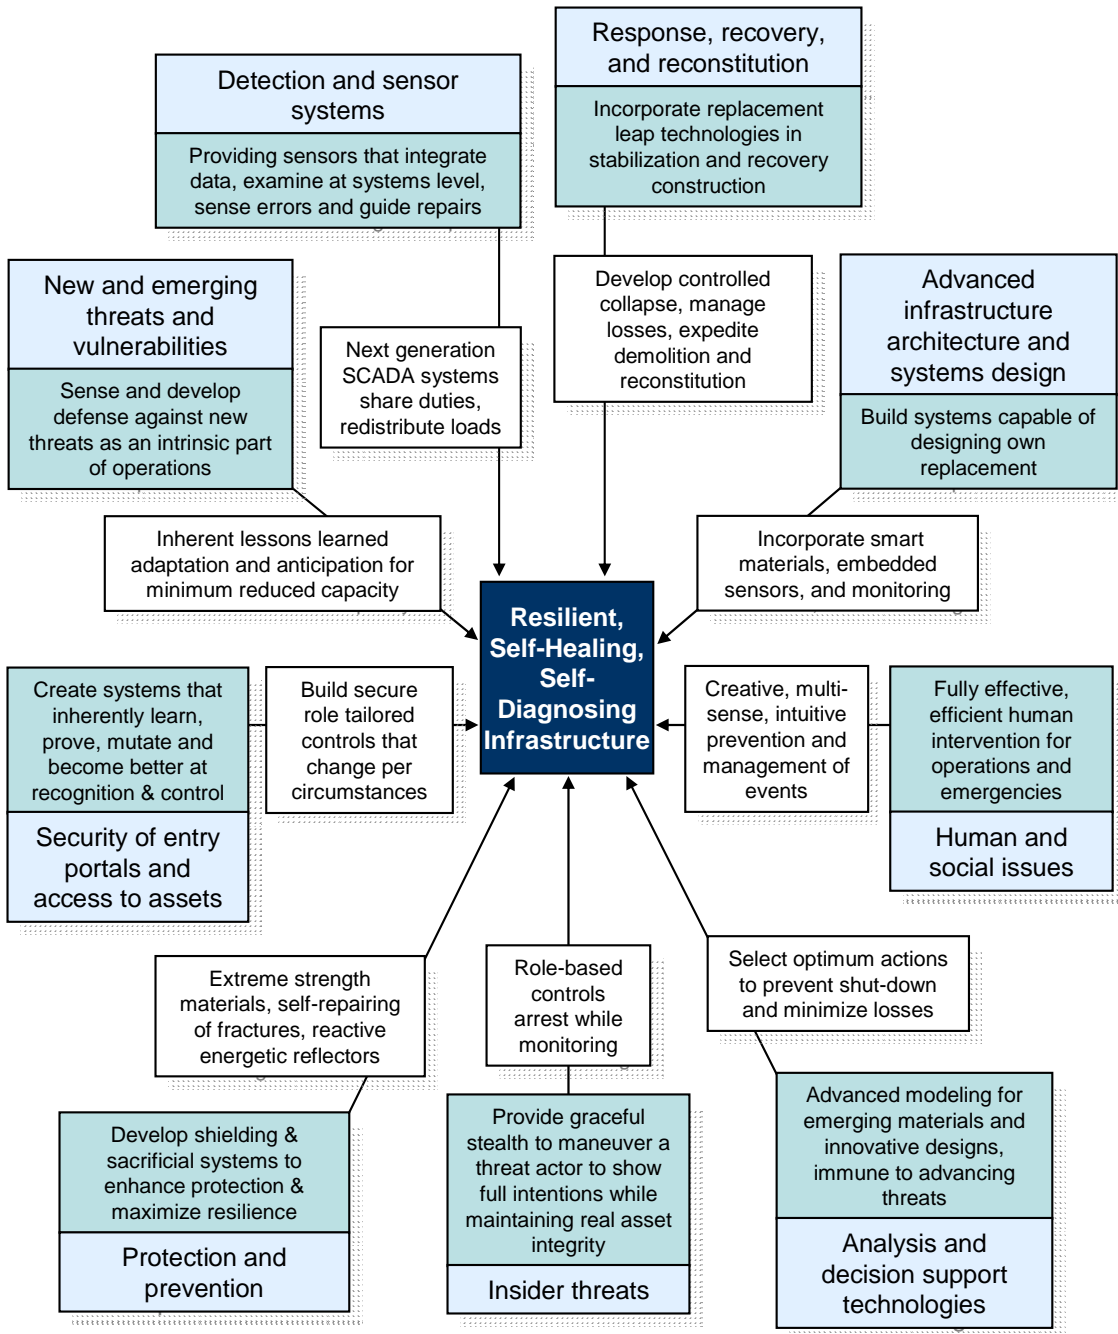 Response, recovery,
and reconstitution
Incorporate replacement
leap technologies in
stabilization and recovery
construction
Detection and sensor
systems
Providing sensors that integrate
data, examine at systems level,
sense errors and guide repairs
New and emerging
threats and
vulnerabilities
Sense and develop
defense against new
threats as an intrinsic part
of operations
Next generation
SCADA systems
share duties,
redistribute loads
Develop controlled
collapse, manage
losses, expedite
demolition and
reconstitution
Advanced
infrastructure
architecture and
systems design
Build systems capable of
designing own
replacement
Inherent lessons learned
adaptation and anticipation for
minimum reduced capacity
Incorporate smart
materials, embedded
sensors, and monitoring
Resilient,
Self-Healing,
Self-
Diagnosing
Infrastructure
Create systems that
inherently learn,
prove, mutate and
become better at
recognition & control
Security of entry
portals and
access to assets
Build secure
role tailored
controls that
change per
circumstances
Creative, multi-
sense, intuitive
prevention and
management of
events
Fully effective,
efficient human
intervention for
operations and
emergencies
Human and
social issues
Extreme strength
materials, self-repairing
of fractures, reactive
energetic reflectors
Role-based
controls
arrest while
monitoring
Select optimum actions
to prevent shut-down
and minimize losses
Develop shielding &
sacrificial systems to
enhance protection &
maximize resilience
Protection and
prevention
Provide graceful
stealth to maneuver a
threat actor to show
full intentions while
maintaining real asset
integrity
Insider threats
Advanced modeling for
emerging materials and
innovative designs,
immune to advancing
threats
Analysis and
decision support
technologies